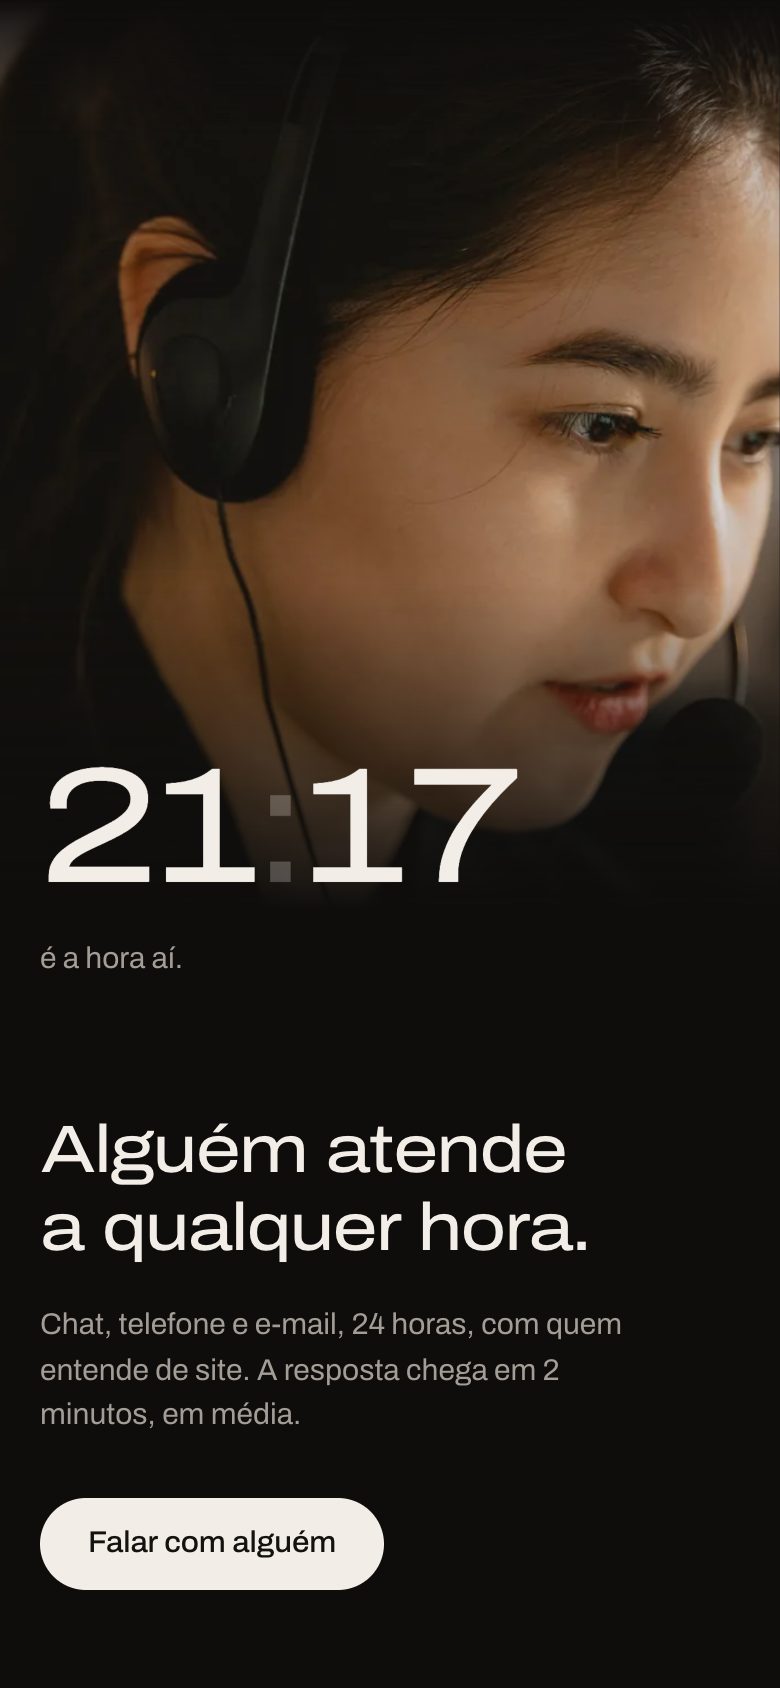 21:17
é a hora aí.
Alguém atende
a qualquer hora.
Chat, telefone e e-mail, 24 horas, com quem
entende de site. A resposta chega em 2
minutos, em média.
Falar com alguém